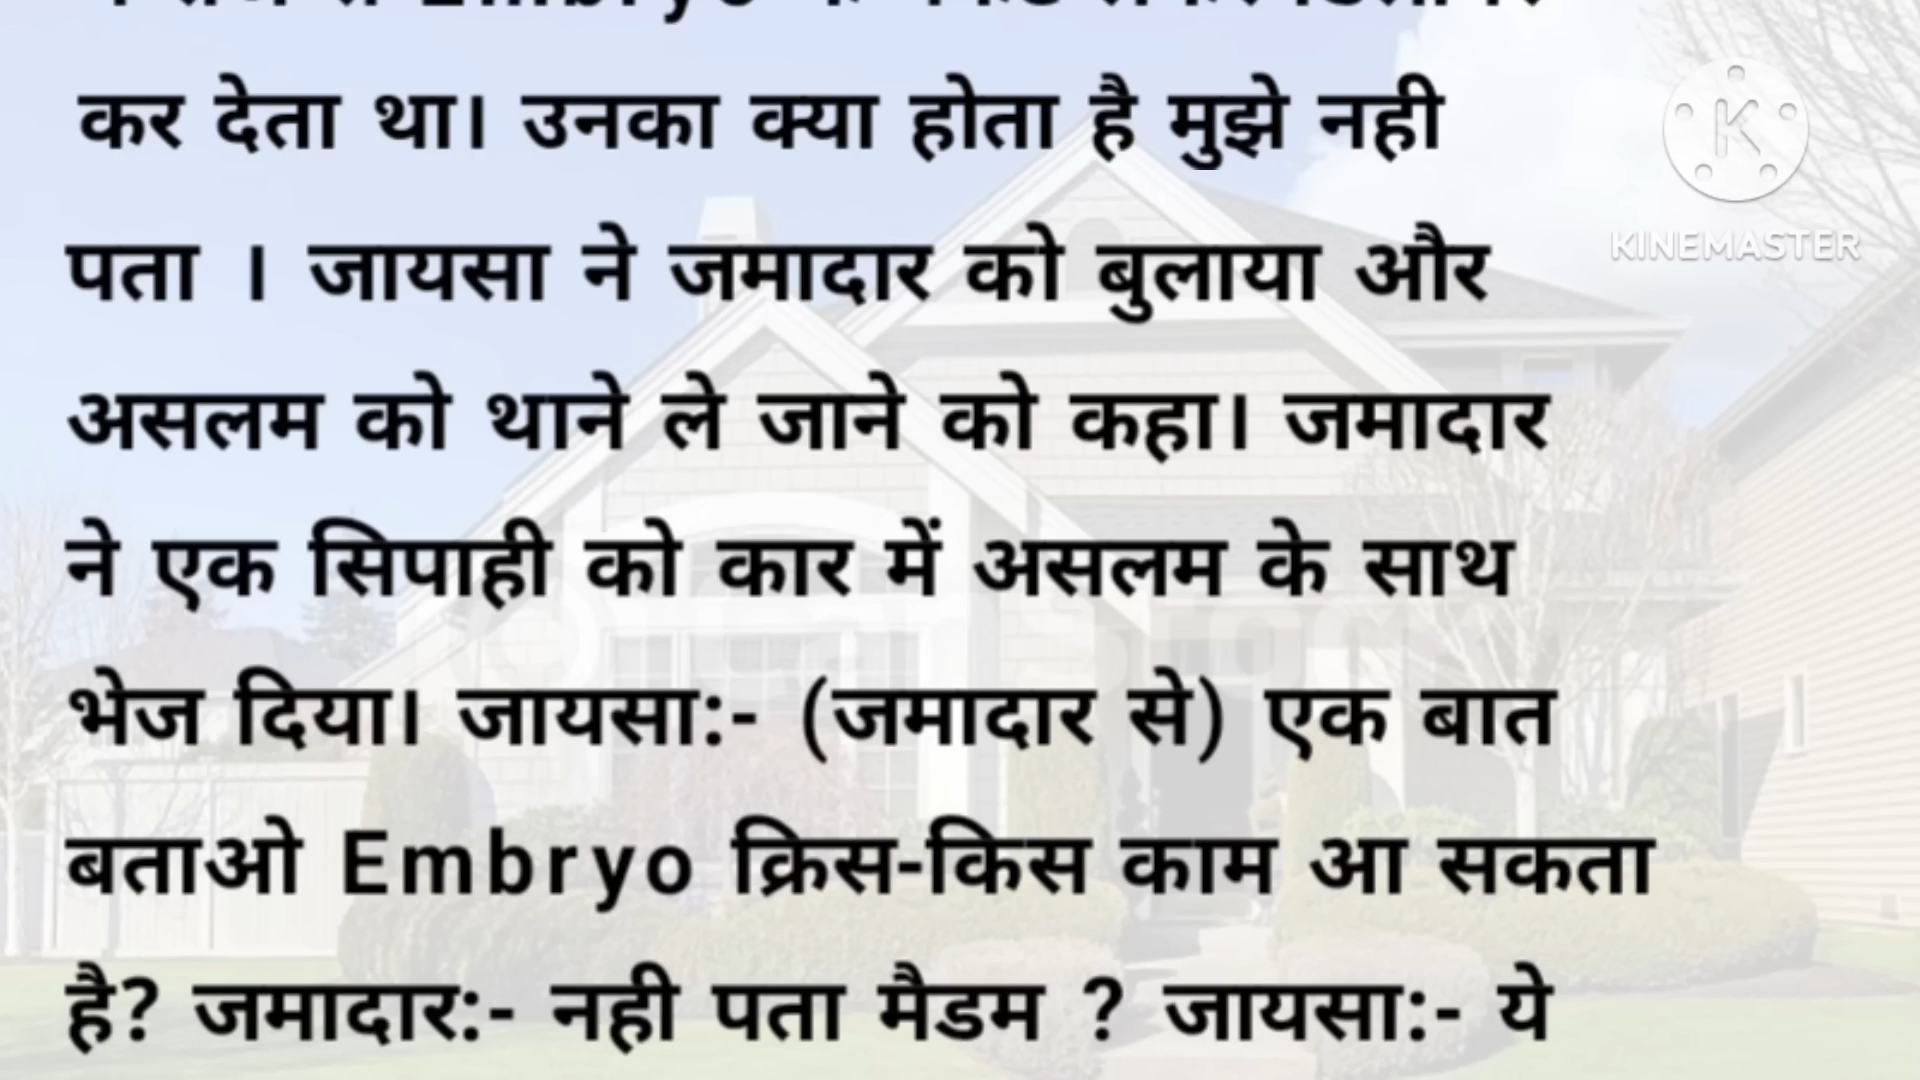 Embryo
कर देता था। उनका क्या होता है मुझे नही
पता । जायसा ने जमादार को बुलाया और
असलम को थाने ले जाने को कहा। जमादार
ने एक सिपाही को कार में असलम के साथ
भेज दिया। जायसा:- (जमादार से) एक बात
बताओ Embryo क्रिस-किस काम आ सकता
है? जमादार:- नही पता मैडम ? जायसा:- ये
KINEMASTER